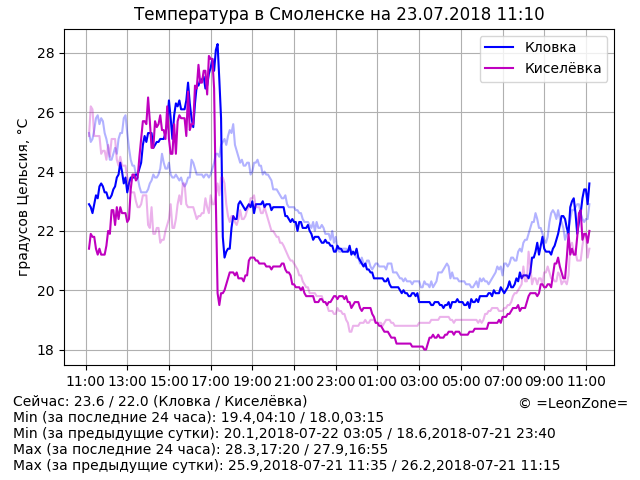 Температура в Смоленске на 23.07.2018 11:10
градусов Цельсия, °C
28
26
24
22
20
18
Кловка
Киселёвка
11:00 13:00 15:00 17:00 19:00 21:00 23:00 01:00 03:00 05:00 07:00 09:00 11:00
Сейчас: 23.6 / 22.0 (Кловка / Киселёвка)
© =LeonZone=
Min (за последние 24 часа): 19.4,04:10 / 18.0,03:15
Min (за предыдущие сутки): 20.1,2018-07-22 03:05 / 18.6,2018-07-21 23:40
Max (за последние 24 часа): 28.3,17:20 / 27.9,16:55
Max (за предыдущие сутки): 25.9,2018-07-21 11:35 / 26.2,2018-07-21 11:15